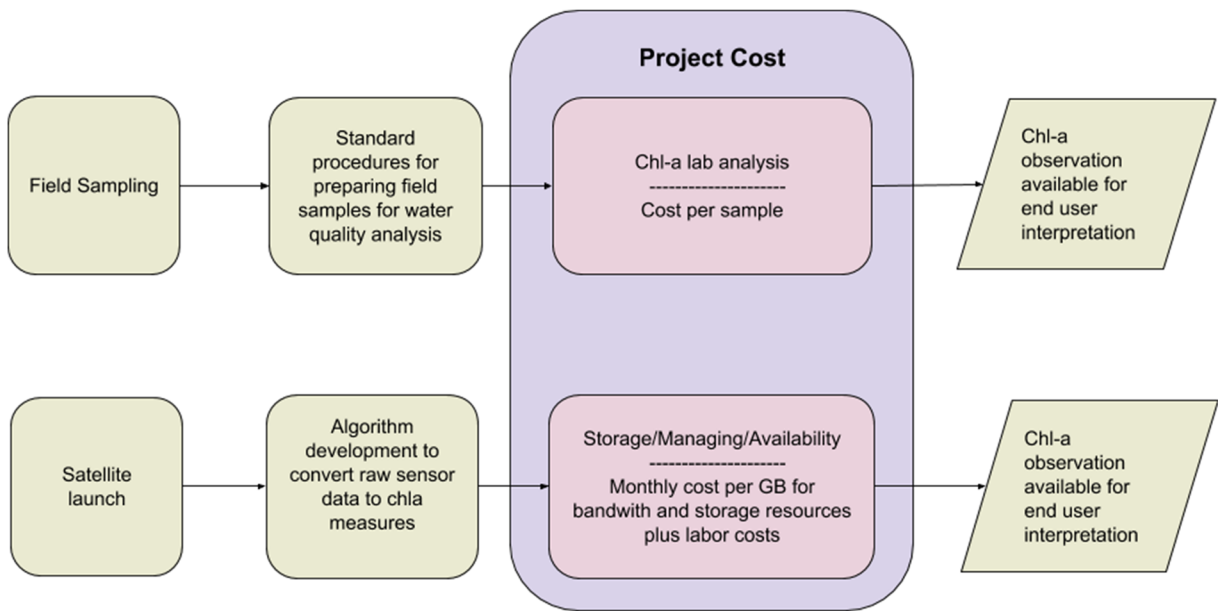 Project Cost
Field Sampling
Standard
procedures for
preparing field
samples for water
quality analysis
Chl-a lab analysis
---------------------
Cost per sample
Chl-a
observation
available for
end user
interpretation
Satellite
launch
Algorithm
development to
convert raw sensor
data to chla
measures
Storage/Managing/Availability
---------------------
Monthly cost per GB for
bandwith and storage resources
plus labor costs
Chl-a
observation
available for
end user
interpretation